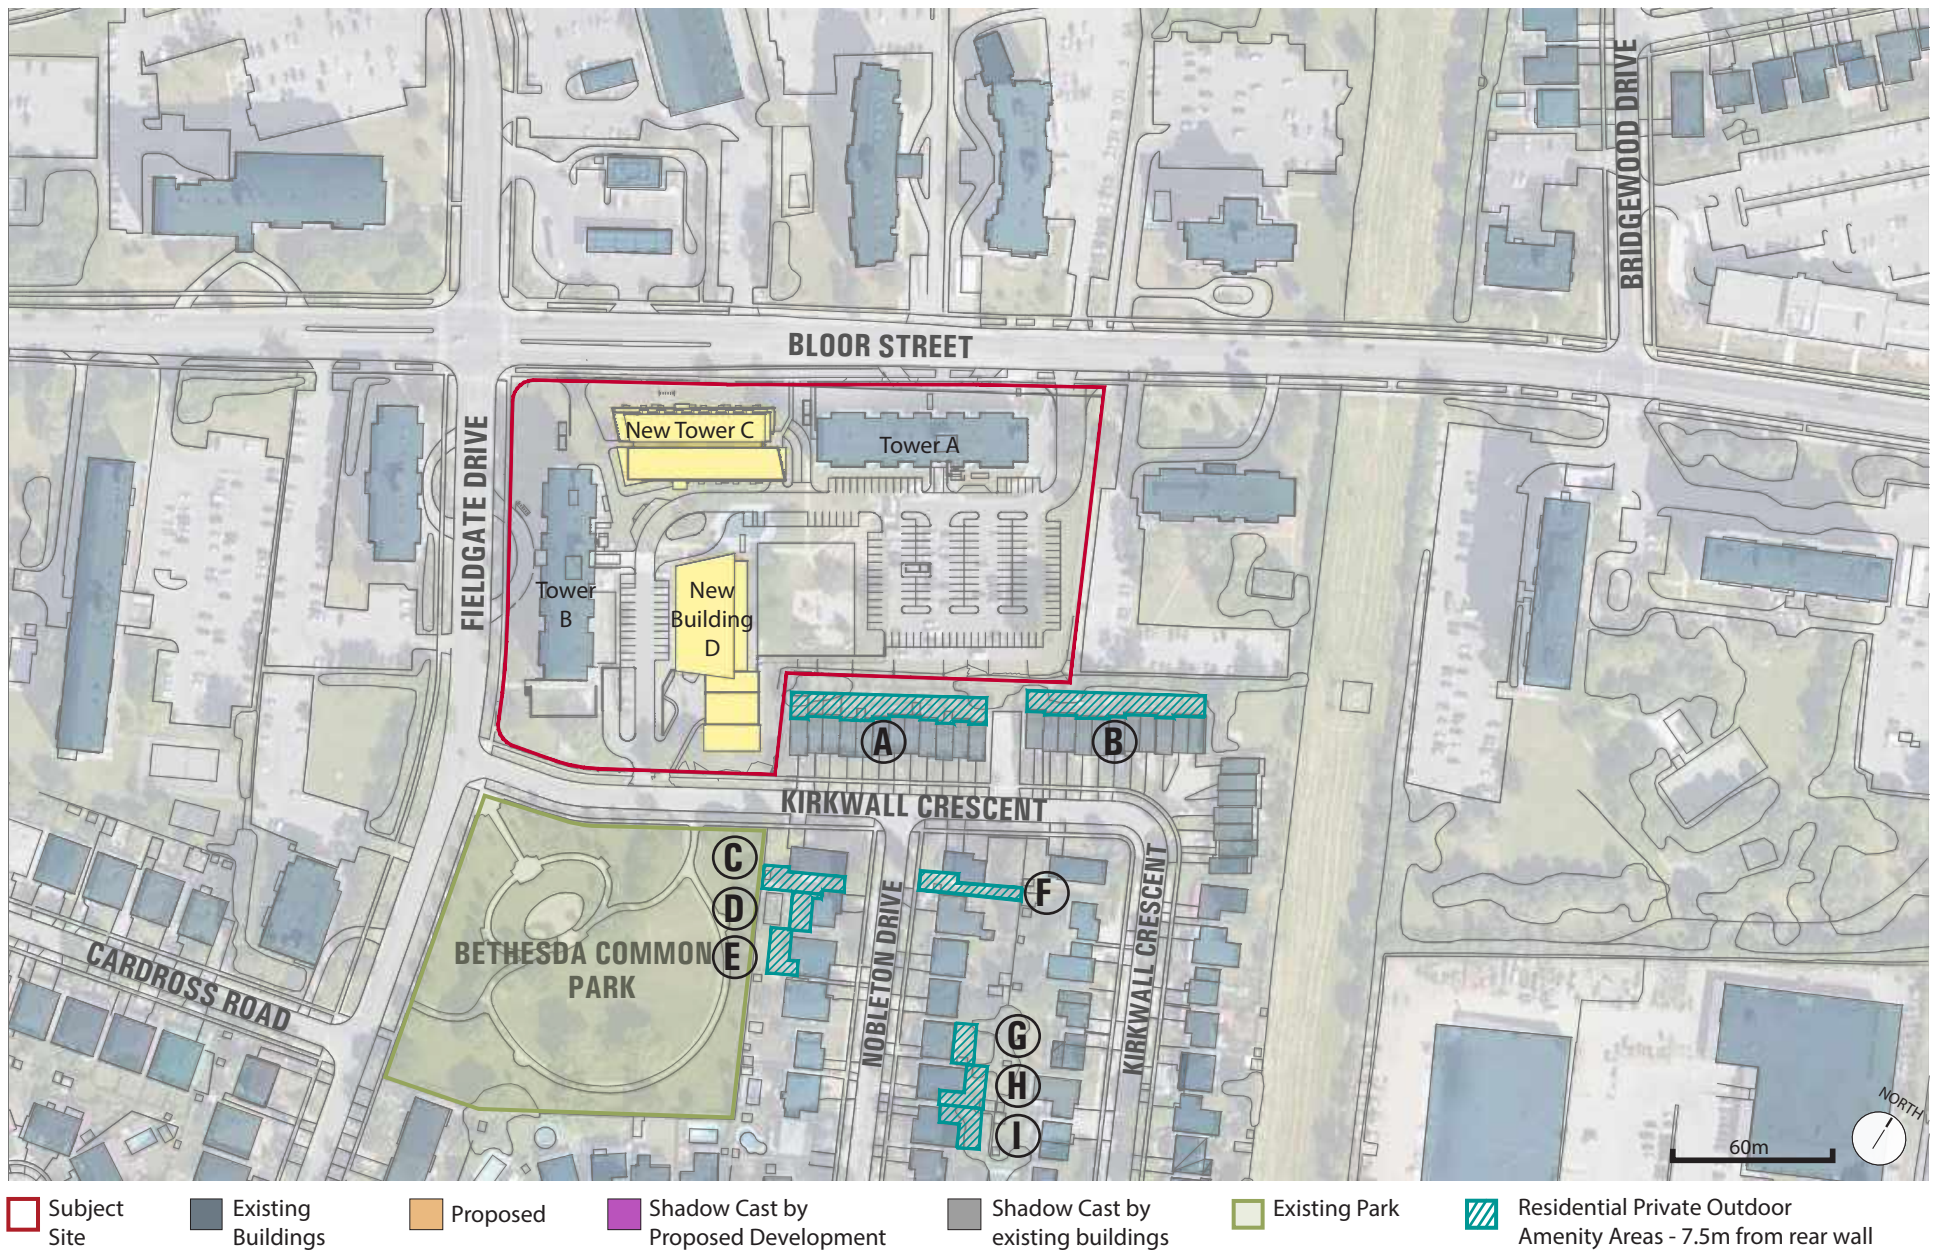 BRIDGEWOOD DRIVE
BLOOR STREET
FIELDGATE DRIVE
New Tower C
Tower A
Tower
B
New
Building
D
A
B
KIRKWALL CRESCENT
C
D
E
F
BETHESDA COMMON
PARK
CARDROSS ROAD
NOBLETON DRIVE
KIRKWALL CRESCENT
G
H
I
NORTH
60m
Subject
Site
Existing
Buildings
Proposed
Shadow Cast by
Proposed Development
Shadow Cast by
existing buildings
Existing Park
Residential Private Outdoor
Amenity Areas - 7.5m from rear wall